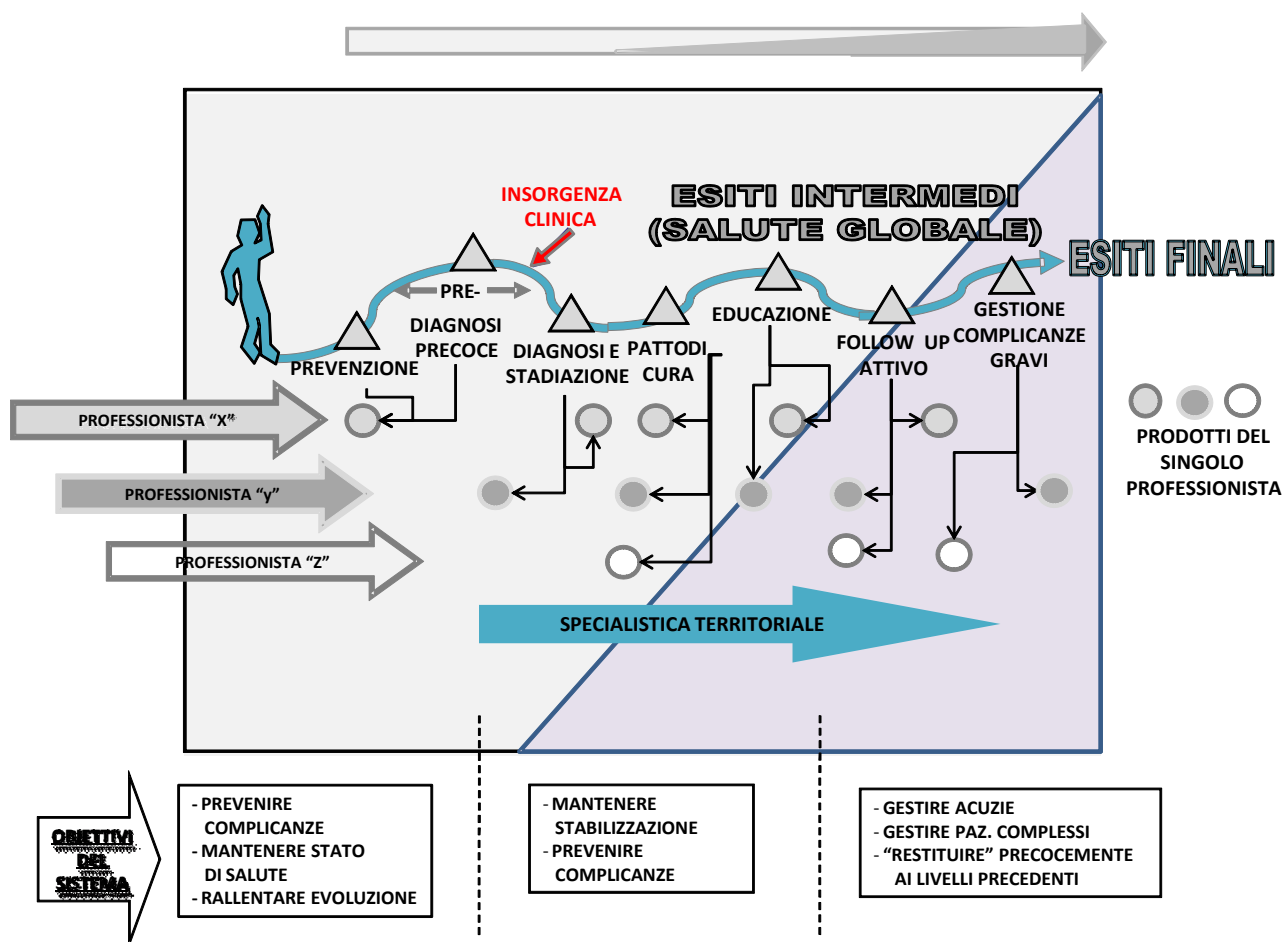 INSORGENZA
CLINICA
ESITI INTERMEDI
(SALUTE GLOBALE)
ESITI FINALI
PRE-
PREVENZIONE
DIAGNOSI
PRECOCE
DIAGNOSI E
STADIAZIONE
PATTODI
CURA
EDUCAZIONE
FOLLOW UP
ATTIVO
GESTIONE
COMPLICANZE
GRAVI
PROFESSIONISTA “X”
PROFESSIONISTA “y”
PROFESSIONISTA “Z”
PRODOTTI DEL
SINGOLO
PROFESSIONISTA
SPECIALISTICA TERRITORIALE
OBIETTIVI
DEL
SISTEMA
- PREVENIRE
COMPLICANZE
- MANTENERE STATO
DI SALUTE
- RALLENTARE EVOLUZIONE
- MANTENERE
STABILIZZAZIONE
- PREVENIRE
COMPLICANZE
- GESTIRE ACUZIE
- GESTIRE PAZ. COMPLESSI
- “RESTITUIRE” PRECOCEMENTE
AI LIVELLI PRECEDENTI